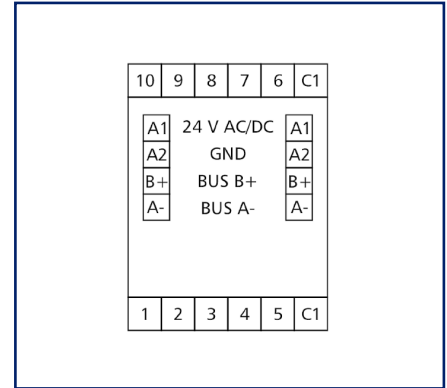 10 9 8 7 6 C1
A1 24 V AC/DC A1
A2 GND A2
B+ BUS B+ B+
A- BUS A- A-
1 2 3 4 5 C1